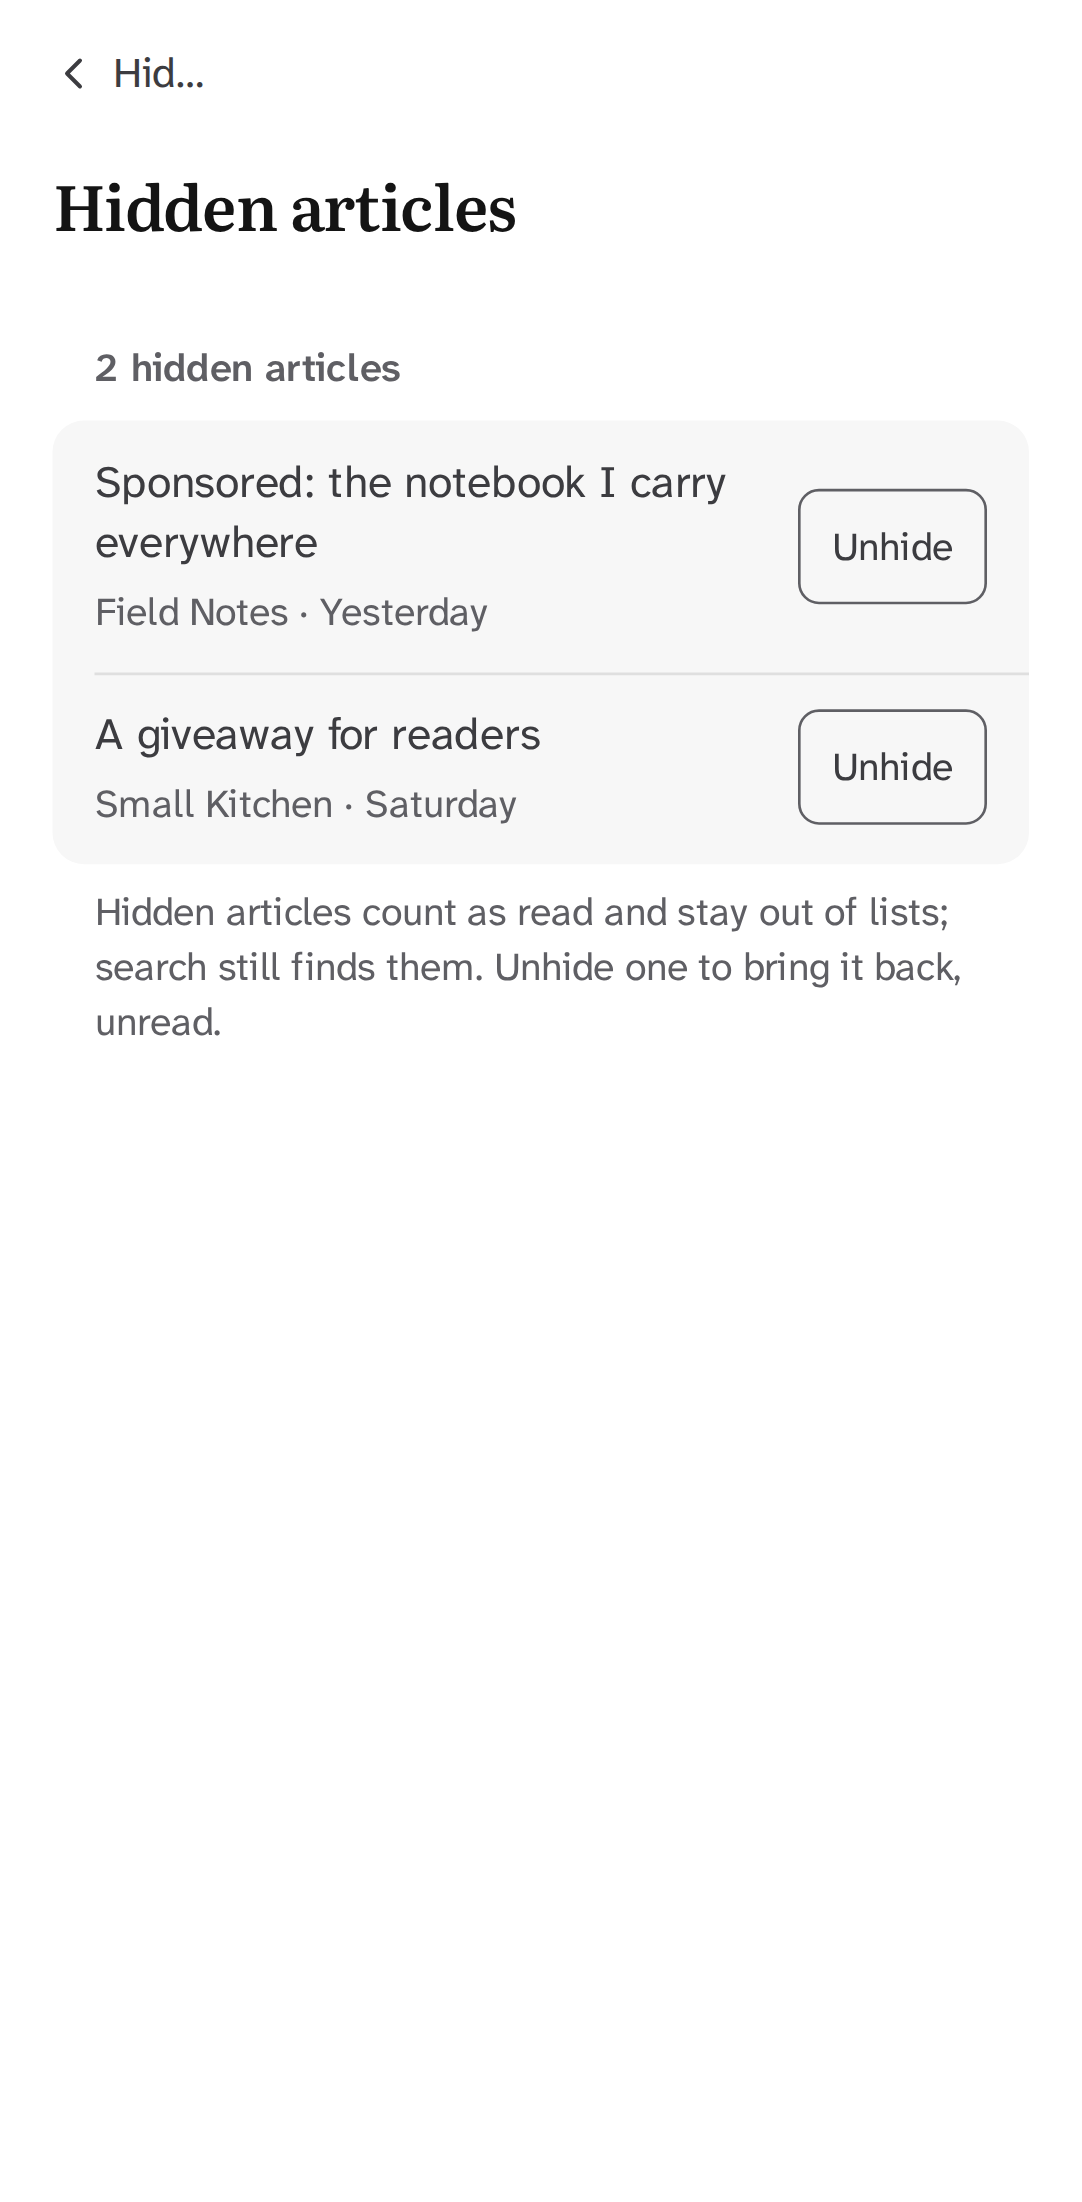 Hid...
Hidden articles
2 hidden articles
Sponsored: the notebook I carry
everywhere
Field Notes · Yesterday
Unhide
A giveaway for readers
Small Kitchen · Saturday
Unhide
Hidden articles count as read and stay out of lists;
search still finds them. Unhide one to bring it back,
unread.